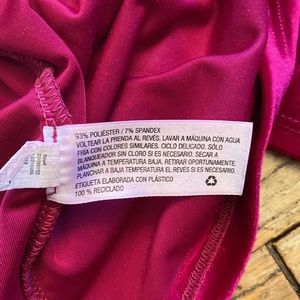 93% POLIÉSTER / 7% SPANDEX
VOLTEAR LA PRENDA AL REVÉS. LAVAR A MÁQUINA CON AGUA
FRÍA CON COLORES SIMILARES. CICLO DELICADO. SÓLO
BLANQUEADOR SIN CLORO SI ES NECESARIO. SECAR A
MÁQUINA A TEMPERATURA BAJA. RETIRAR OPORTUNAMENTE.
PLANCHAR A BAJA TEMPERATURA EL REVES SI ES NECESARIO.
ETIQUETA ELABORADA CON PLÁSTICO
100 % RECICLADO